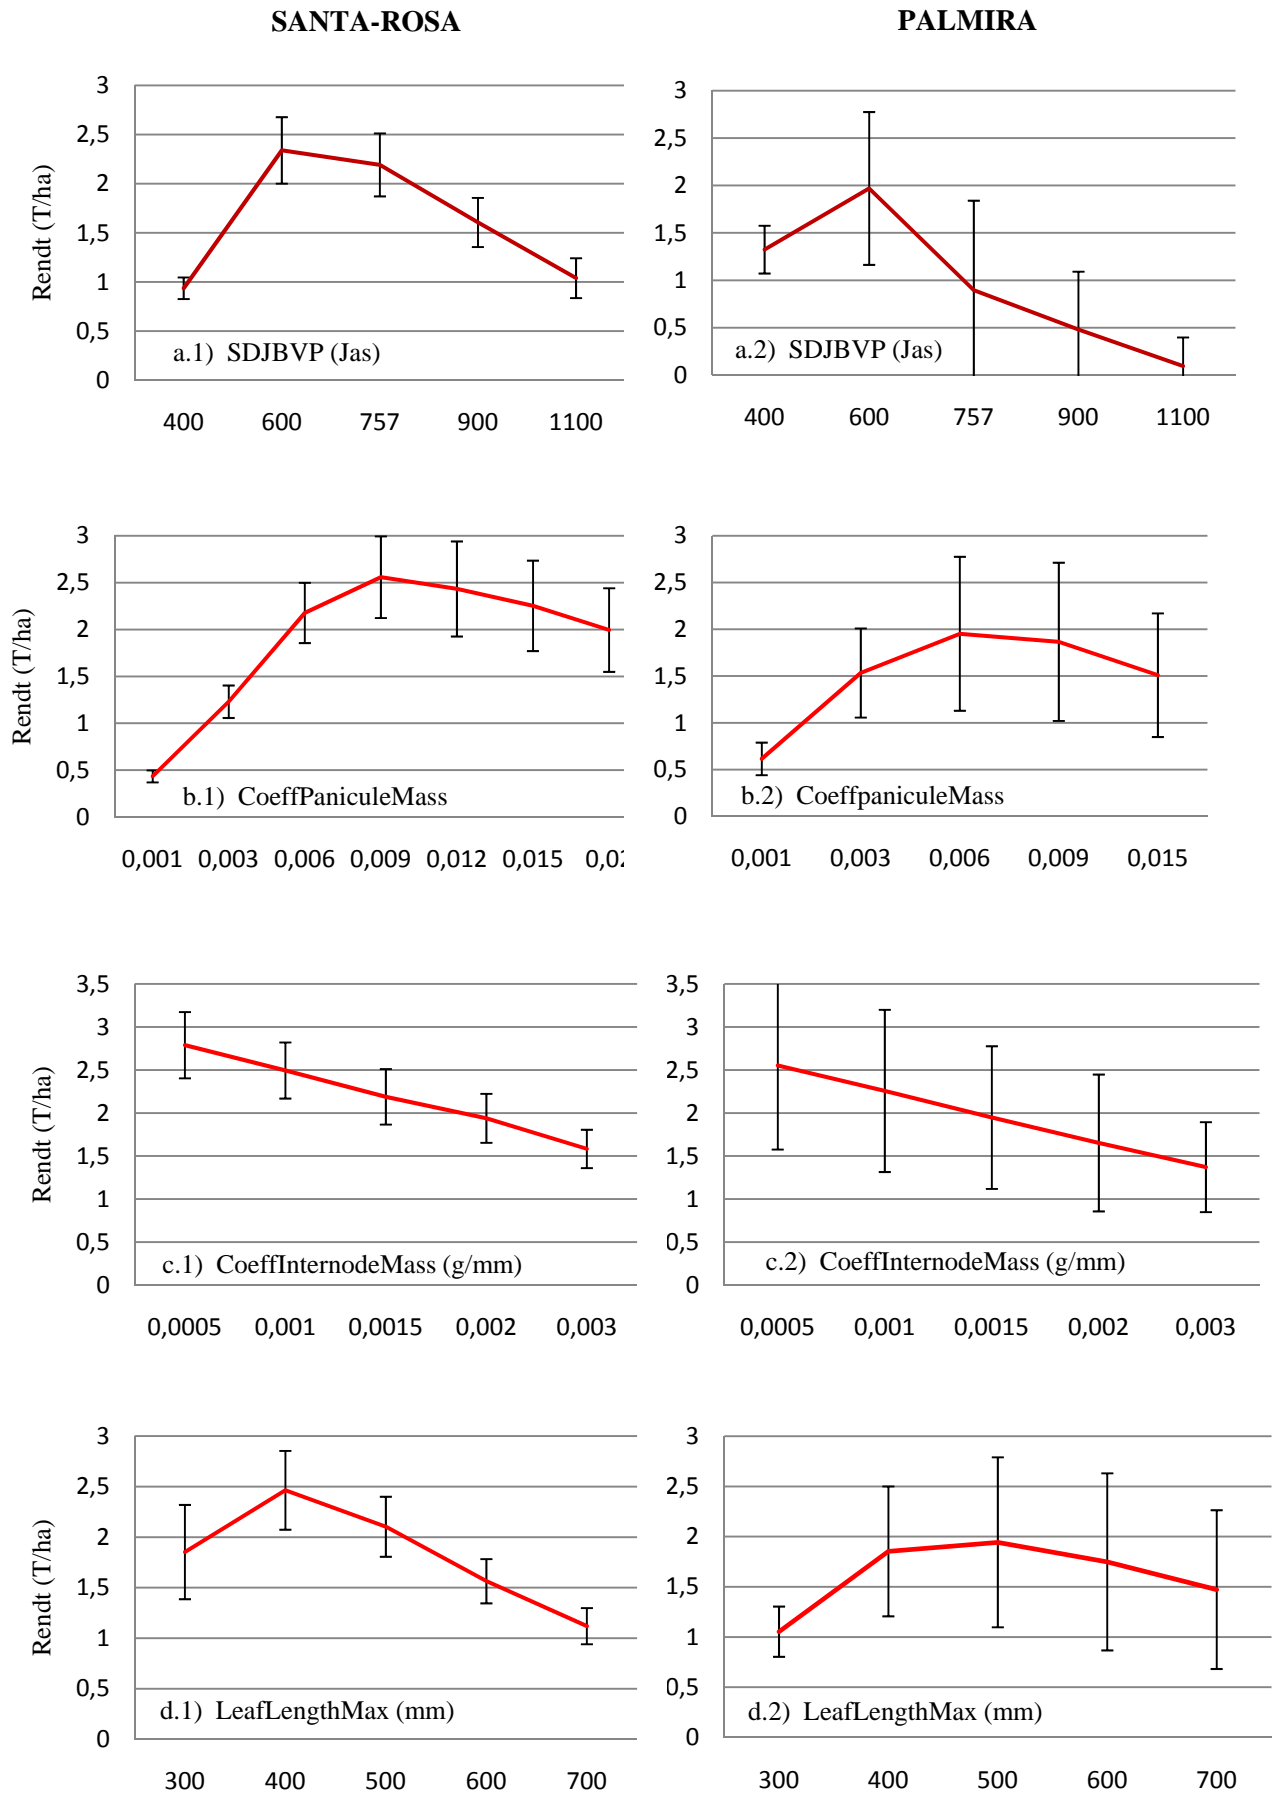 SANTA-ROSA
PALMIRA
Rendt (T/ha)
3
2,5
2
1,5
1
0,5
0
a.1) SDJBVP (Jas)
400 600 757 900 1100
3
2,5
2
1,5
1
0,5
0
a.2) SDJBVP (Jas)
400 600 757 900 1100
Rendt (T/ha)
3
2,5
2
1,5
1
0,5
0
b.1) CoeffPaniculeMass
0,001 0,003 0,006 0,009 0,012 0,015 0,02
3
2,5
2
1,5
1
0,5
0
b.2) CoeffpaniculeMass
0,001 0,003 0,006 0,009 0,015
Rendt (T/ha)
3,5
3
2,5
2
1,5
1
0,5
0
c.1) CoeffInternodeMass (g/mm)
0,0005 0,001 0,0015 0,002 0,003
3,5
3
2,5
2
1,5
1
0,5
0
c.2) CoeffInternodeMass (g/mm)
0,0005 0,001 0,0015 0,002 0,003
Rendt (T/ha)
3
2,5
2
1,5
1
0,5
0
d.1) LeafLengthMax (mm)
300 400 500 600 700
3
2,5
2
1,5
1
0,5
0
d.2) LeafLengthMax (mm)
300 400 500 600 700